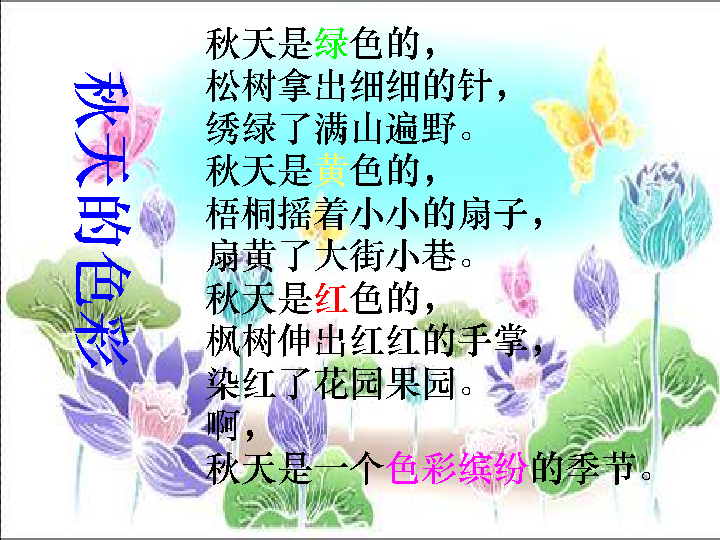 秋天的色彩
秋天是绿色的，
松树拿出细细的针，
绣绿了满山遍野。
秋天是黄色的，
梧桐摇着小小的扇子，
扇黄了大街小巷。
秋天是红色的，
枫树伸出红红的手掌，
染红了花园果园。
啊，
秋天是一个色彩缤纷的季节。